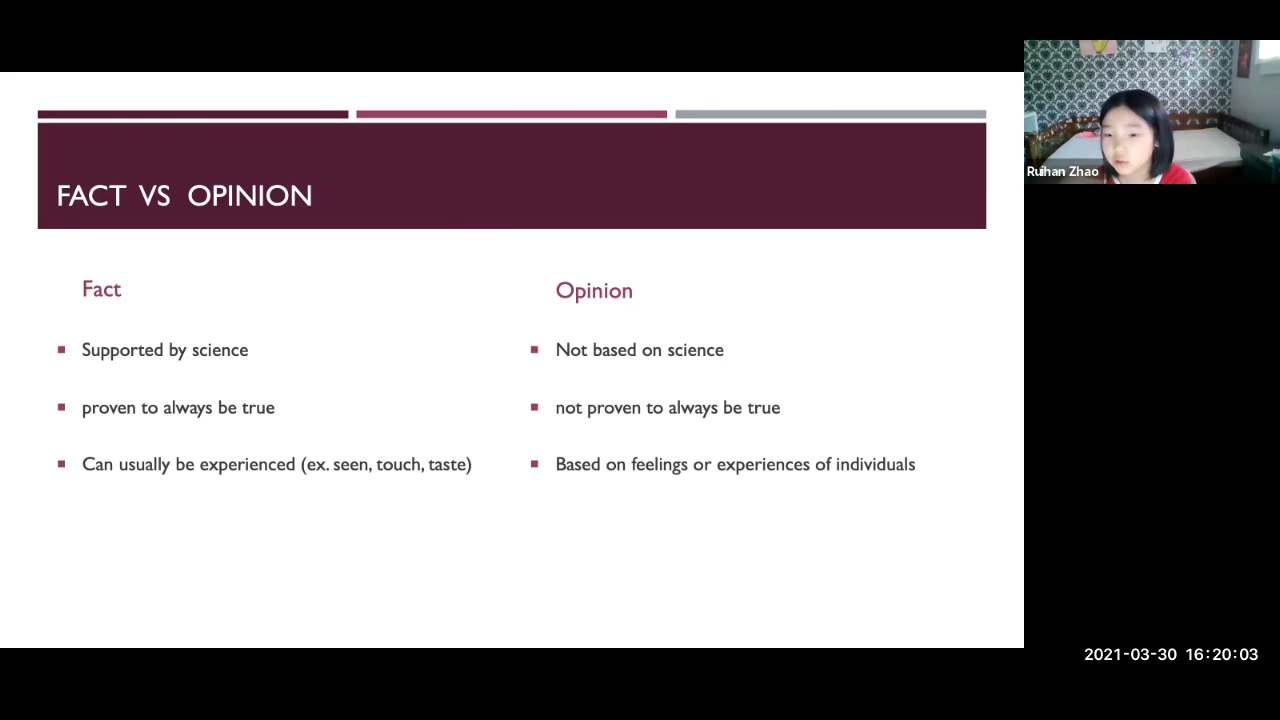 FACT VS OPINION
Fact
Supported by science
proven to always be true
Can usually be experienced (ex. seen, touch, taste)
Opinion
Not based on science
not proven to always be true
Based on feelings or experiences of individuals
Ruihan Zhao
2021-03-30 16:20:03